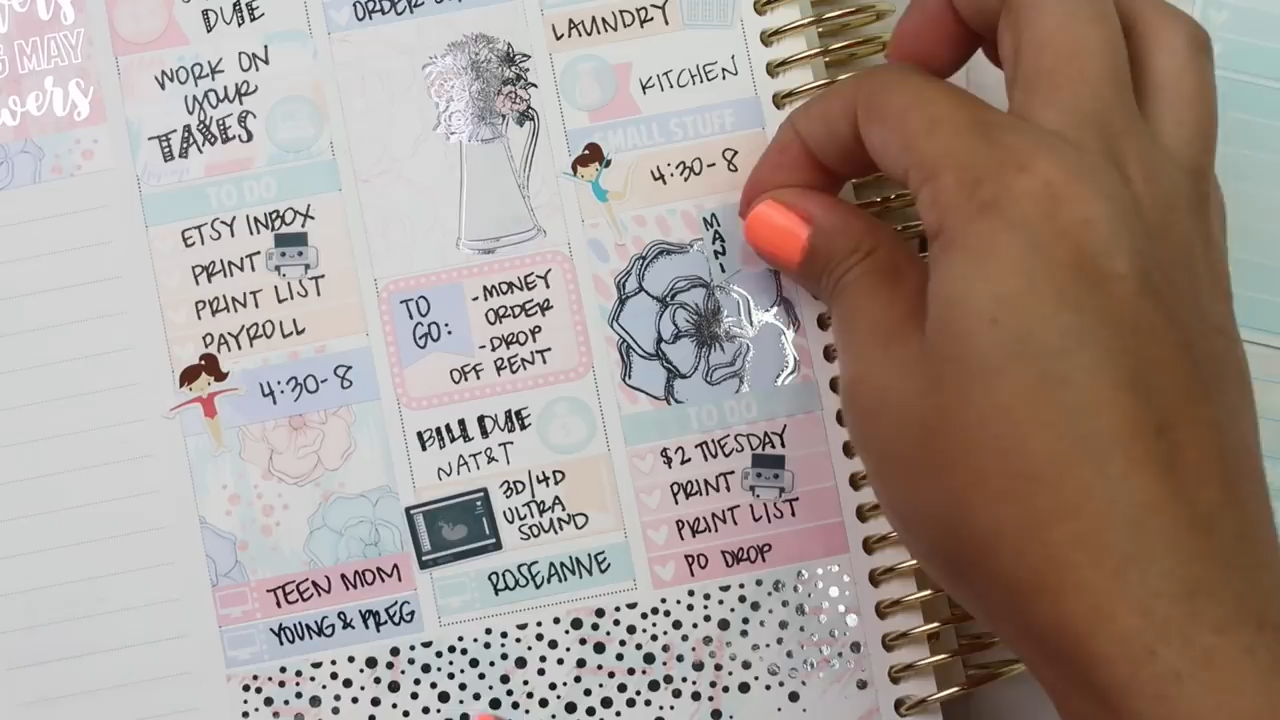 MAY
DUE
WORK ON
your
TAXES
TO DO
ETSY INBOX
PRINT
PRINT LIST
PAYROLL
4:30-8
TEEN MOM
YOUNG & PREG
TO
GO:
-MONEY
ORDER
-DROP
OFF RENT
BILL DUE
NAT&T
3D/4D
ULTRA
SOUND
ROSEANNE
LAUNDRY
KITCHEN
SMALL STUFF
4:30-8
MANI
TO DO
$2 TUESDAY
PRINT
PRINT LIST
PO DROP